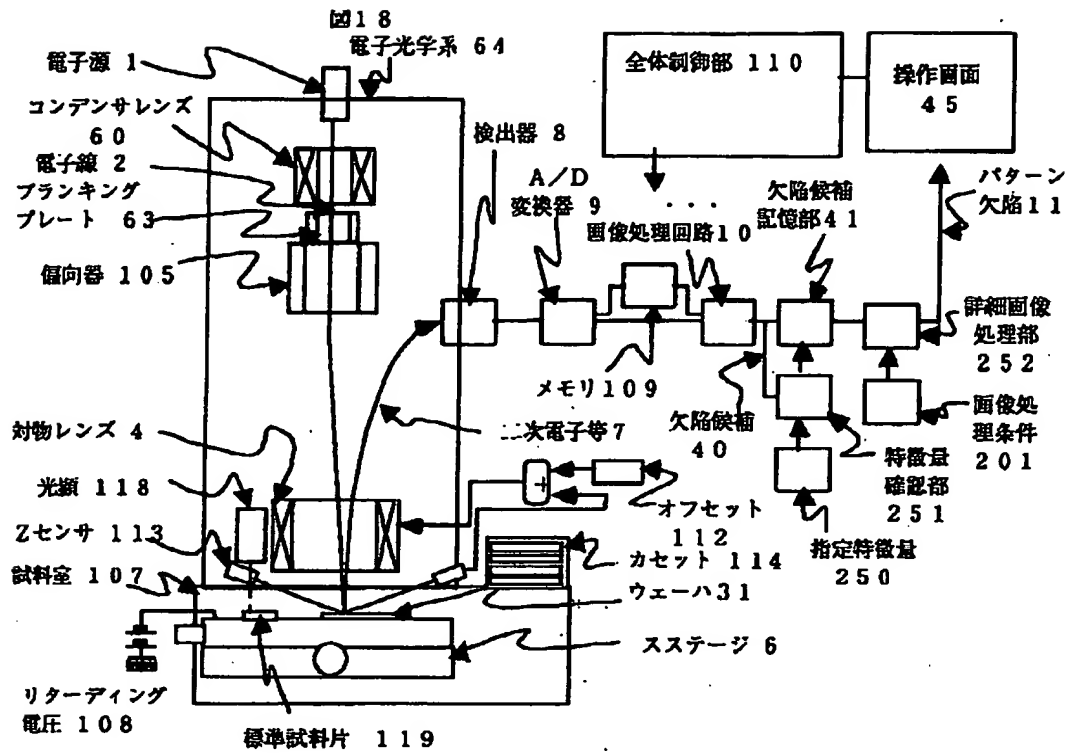 図18
電子光学系 64
電子源 1
コンデンサレンズ
60
電子線 2
ブランキング
プレート 63
偏向器 105
検出器 8
A/D
変換器 9
全体制御部 110
操作画面
45
・・・
画像処理回路10
欠陥候補
記憶部41
パターン
欠陥11
詳細画像
処理部
252
メモリ109
二次電子等7
欠陥候補
40
画像処
理条件
201
特徴量
確認部
251
指定特徴量
250
対物レンズ 4
光顕 118
Zセンサ 113
試料室 107
オフセット
112
カセット 114
ウェーハ31
スステージ 6
リターディング
電圧 108
標準試料片 119
+